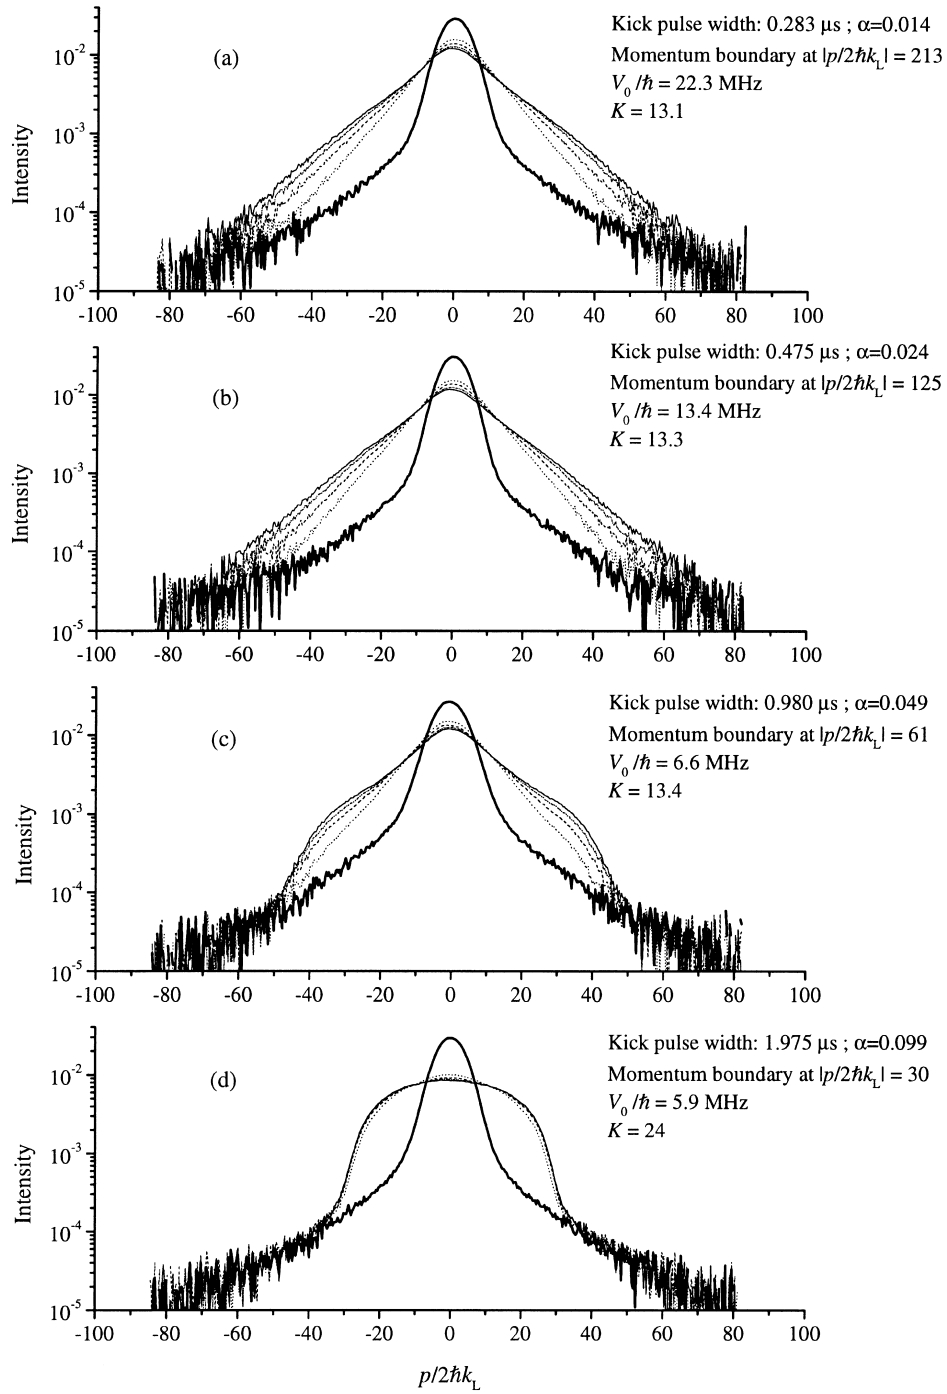 Kick pulse width: 0.283 μs ; α=0.014
Momentum boundary at |p/2ħk_L| = 213
V_0 /ħ = 22.3 MHz
K = 13.1
(a)
Intensity
10^-2
10^-3
10^-4
10^-5
-100 -80 -60 -40 -20 0 20 40 60 80 100
Kick pulse width: 0.475 μs ; α=0.024
Momentum boundary at |p/2ħk_L| = 125
V_0 /ħ = 13.4 MHz
K = 13.3
(b)
Intensity
10^-2
10^-3
10^-4
10^-5
-100 -80 -60 -40 -20 0 20 40 60 80 100
Kick pulse width: 0.980 μs ; α=0.049
Momentum boundary at |p/2ħk_L| = 61
V_0 /ħ = 6.6 MHz
K = 13.4
(c)
Intensity
10^-2
10^-3
10^-4
10^-5
-100 -80 -60 -40 -20 0 20 40 60 80 100
Kick pulse width: 1.975 μs ; α=0.099
Momentum boundary at |p/2ħk_L| = 30
V_0 /ħ = 5.9 MHz
K = 24
(d)
Intensity
10^-2
10^-3
10^-4
10^-5
-100 -80 -60 -40 -20 0 20 40 60 80 100
p/2ħk_L